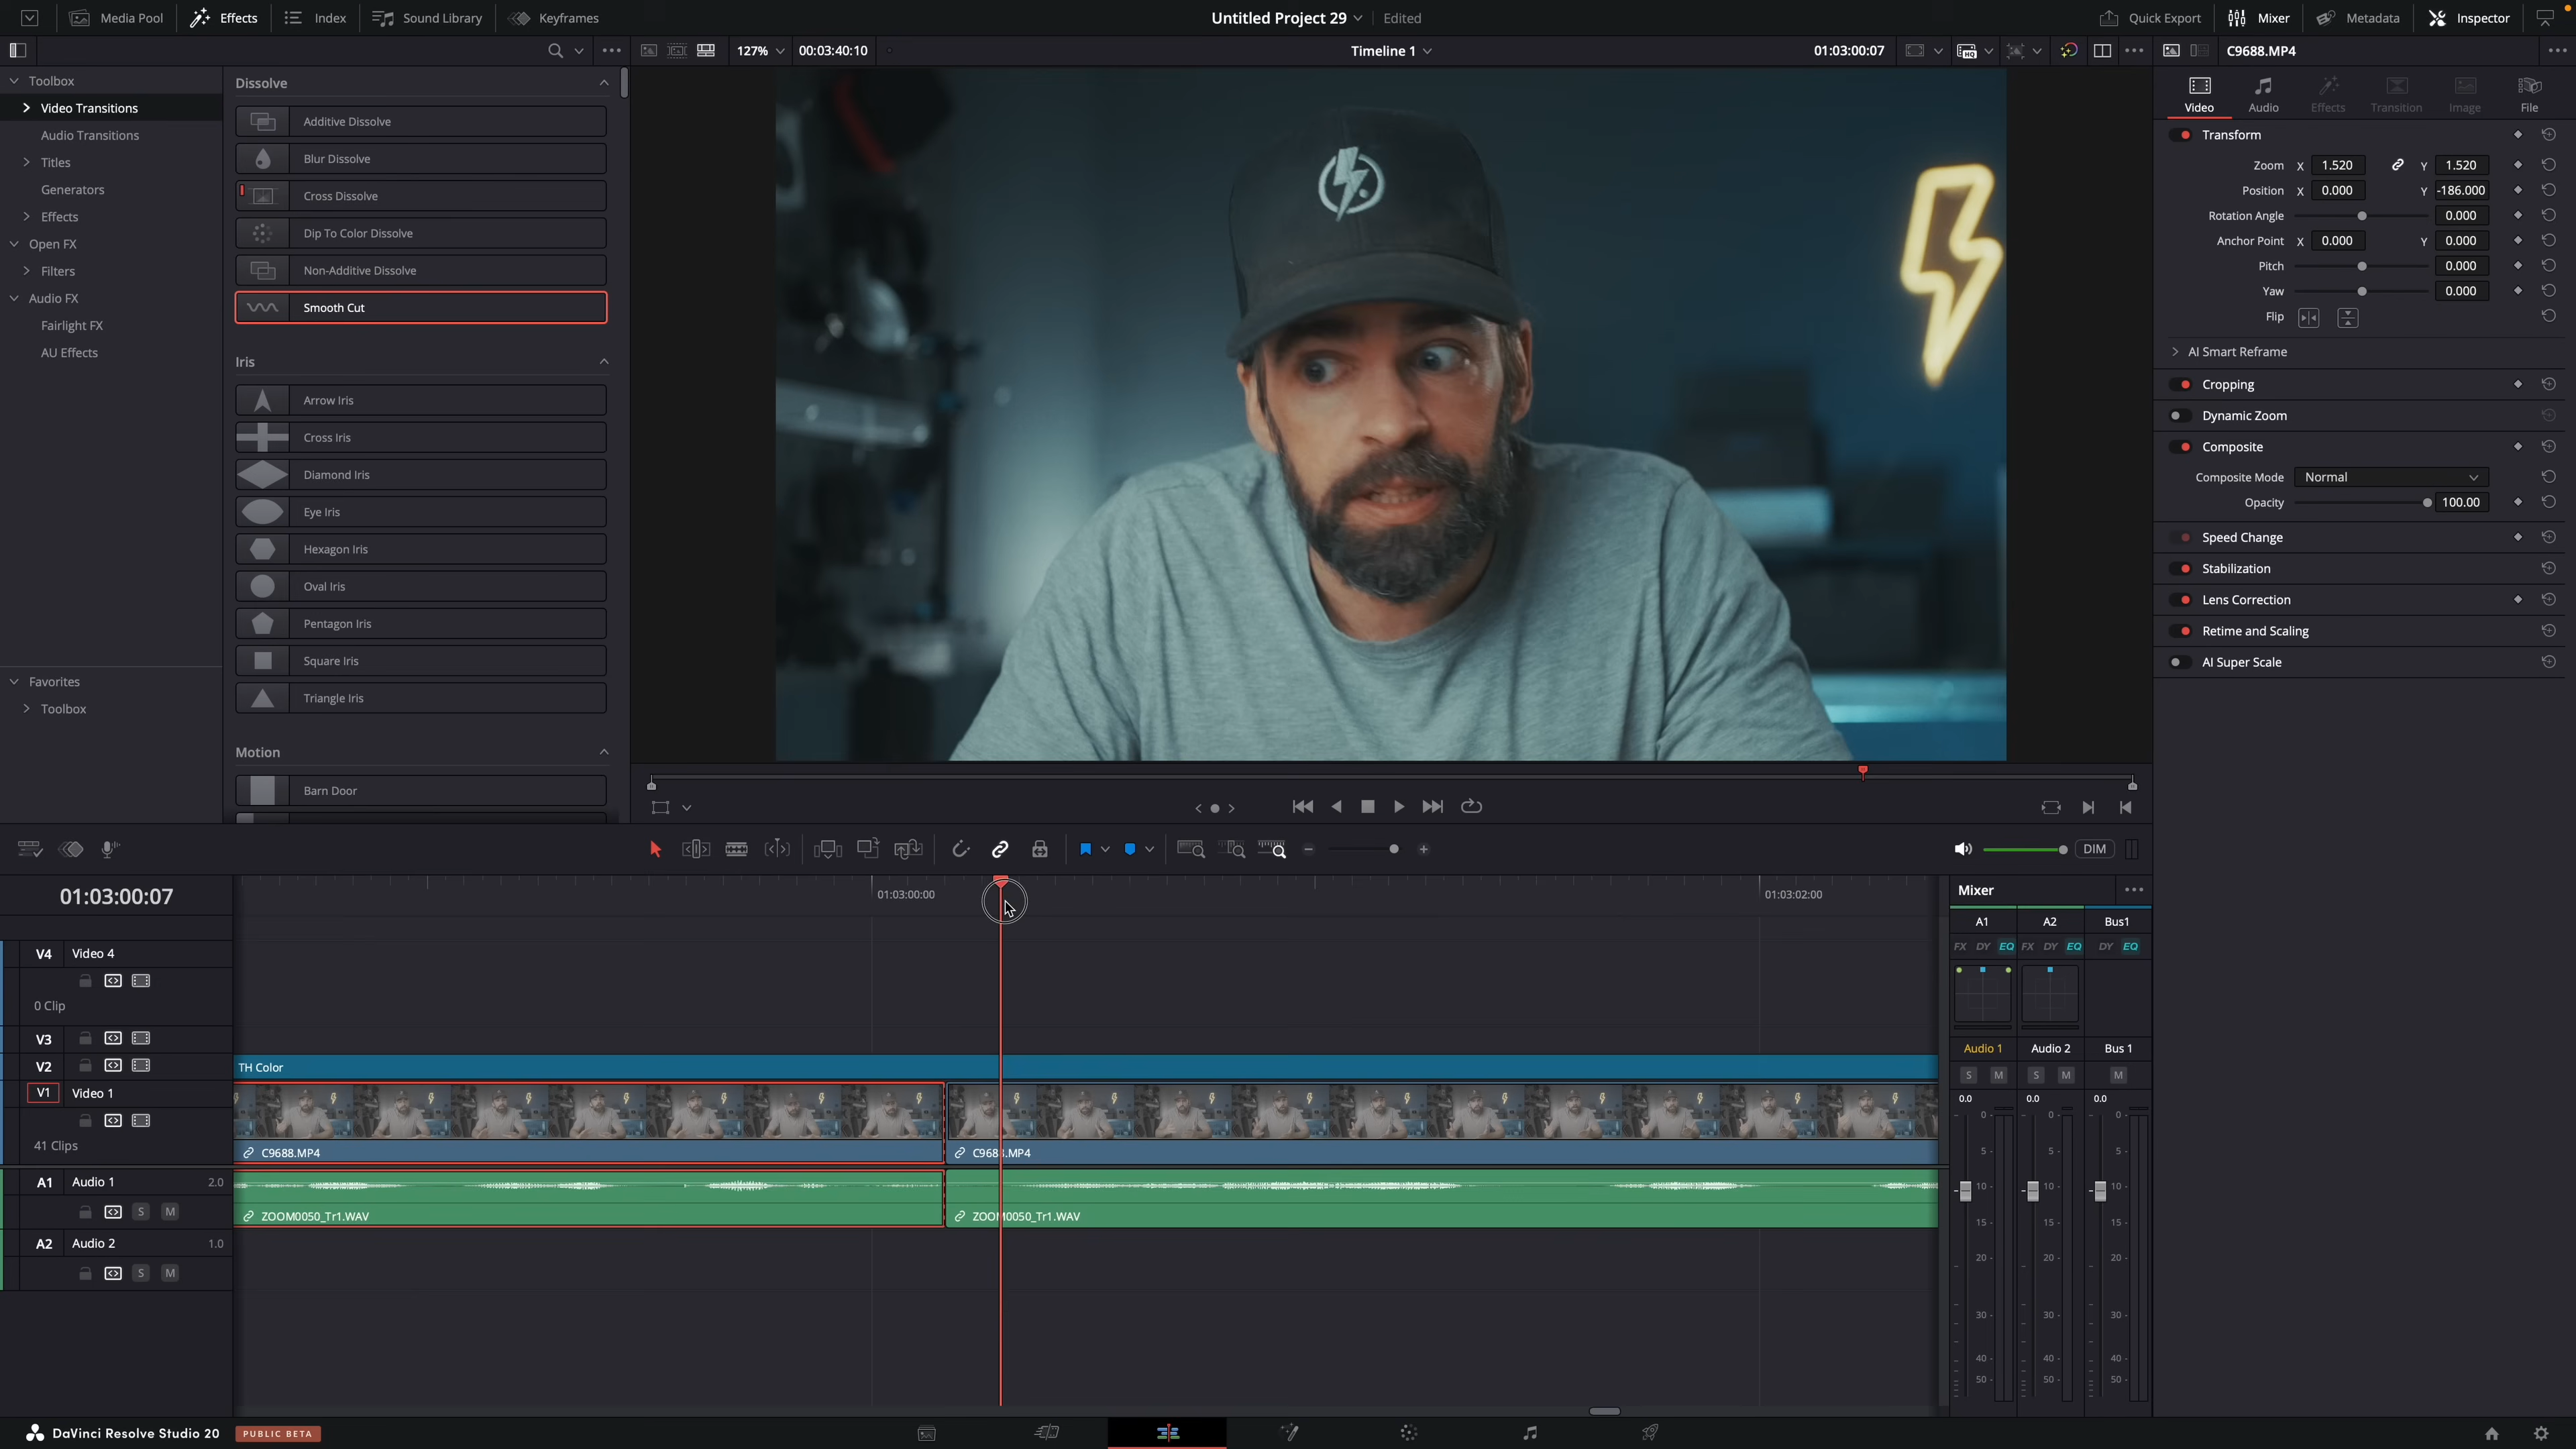 Media Pool Effects Index Sound Library Keyframes Untitled Project 29 Edited Quick Export Mixer Metadata Inspector
127% 00:03:40:10 Timeline 1 01:03:00:07 C9688.MP4
Toolbox
Video Transitions
Audio Transitions
Titles
Generators
Effects
Open FX
Filters
Audio FX
Fairlight FX
AU Effects
Favorites
Toolbox
Dissolve
Additive Dissolve
Blur Dissolve
Cross Dissolve
Dip To Color Dissolve
Non-Additive Dissolve
Smooth Cut
Iris
Arrow Iris
Cross Iris
Diamond Iris
Eye Iris
Hexagon Iris
Oval Iris
Pentagon Iris
Square Iris
Triangle Iris
Motion
Barn Door
Video Audio Effects Transition Image File
Transform
Zoom X 1.520 Y 1.520
Position X 0.000 Y -186.000
Rotation Angle 0.000
Anchor Point X 0.000 Y 0.000
Pitch 0.000
Yaw 0.000
Flip
AI Smart Reframe
Cropping
Dynamic Zoom
Composite
Composite Mode Normal
Opacity 100.00
Speed Change
Stabilization
Lens Correction
Retime and Scaling
AI Super Scale
DIM
01:03:00:07 01:03:00:00 01:03:02:00
V4 Video 4
0 Clip
V3
V2 TH Color
V1 Video 1
41 Clips
C9688.MP4 C968 .MP4
A1 Audio 1 2.0
S M
ZOOM0050_Tr1.WAV ZOOM0050_Tr1.WAV
A2 Audio 2 1.0
S M
Mixer
A1 A2 Bus1
FX DY EQ FX DY EQ DY EQ
Audio 1 Audio 2 Bus 1
S M S M M
0.0 0.0 0.0
0 0 0
5 5 5
10 10 10
15 15 15
20 20 20
30 30 30
40 40 40
50 50 50
DaVinci Resolve Studio 20 PUBLIC BETA